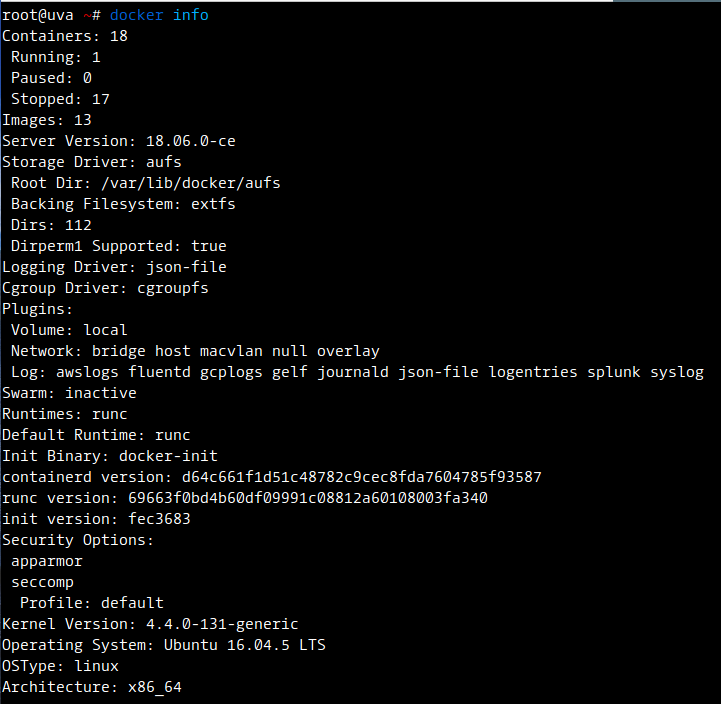 root@uva ~# docker info
Containers: 18
 Running: 1
 Paused: 0
 Stopped: 17
Images: 13
Server Version: 18.06.0-ce
Storage Driver: aufs
 Root Dir: /var/lib/docker/aufs
 Backing Filesystem: extfs
 Dirs: 112
 Dirperm1 Supported: true
Logging Driver: json-file
Cgroup Driver: cgroupfs
Plugins:
 Volume: local
 Network: bridge host macvlan null overlay
 Log: awslogs fluentd gcplogs gelf journald json-file logentries splunk syslog
Swarm: inactive
Runtimes: runc
Default Runtime: runc
Init Binary: docker-init
containerd version: d64c661f1d51c48782c9cec8fda7604785f93587
runc version: 69663f0bd4b60df09991c08812a60108003fa340
init version: fec3683
Security Options:
 apparmor
 seccomp
  Profile: default
Kernel Version: 4.4.0-131-generic
Operating System: Ubuntu 16.04.5 LTS
OSType: linux
Architecture: x86_64